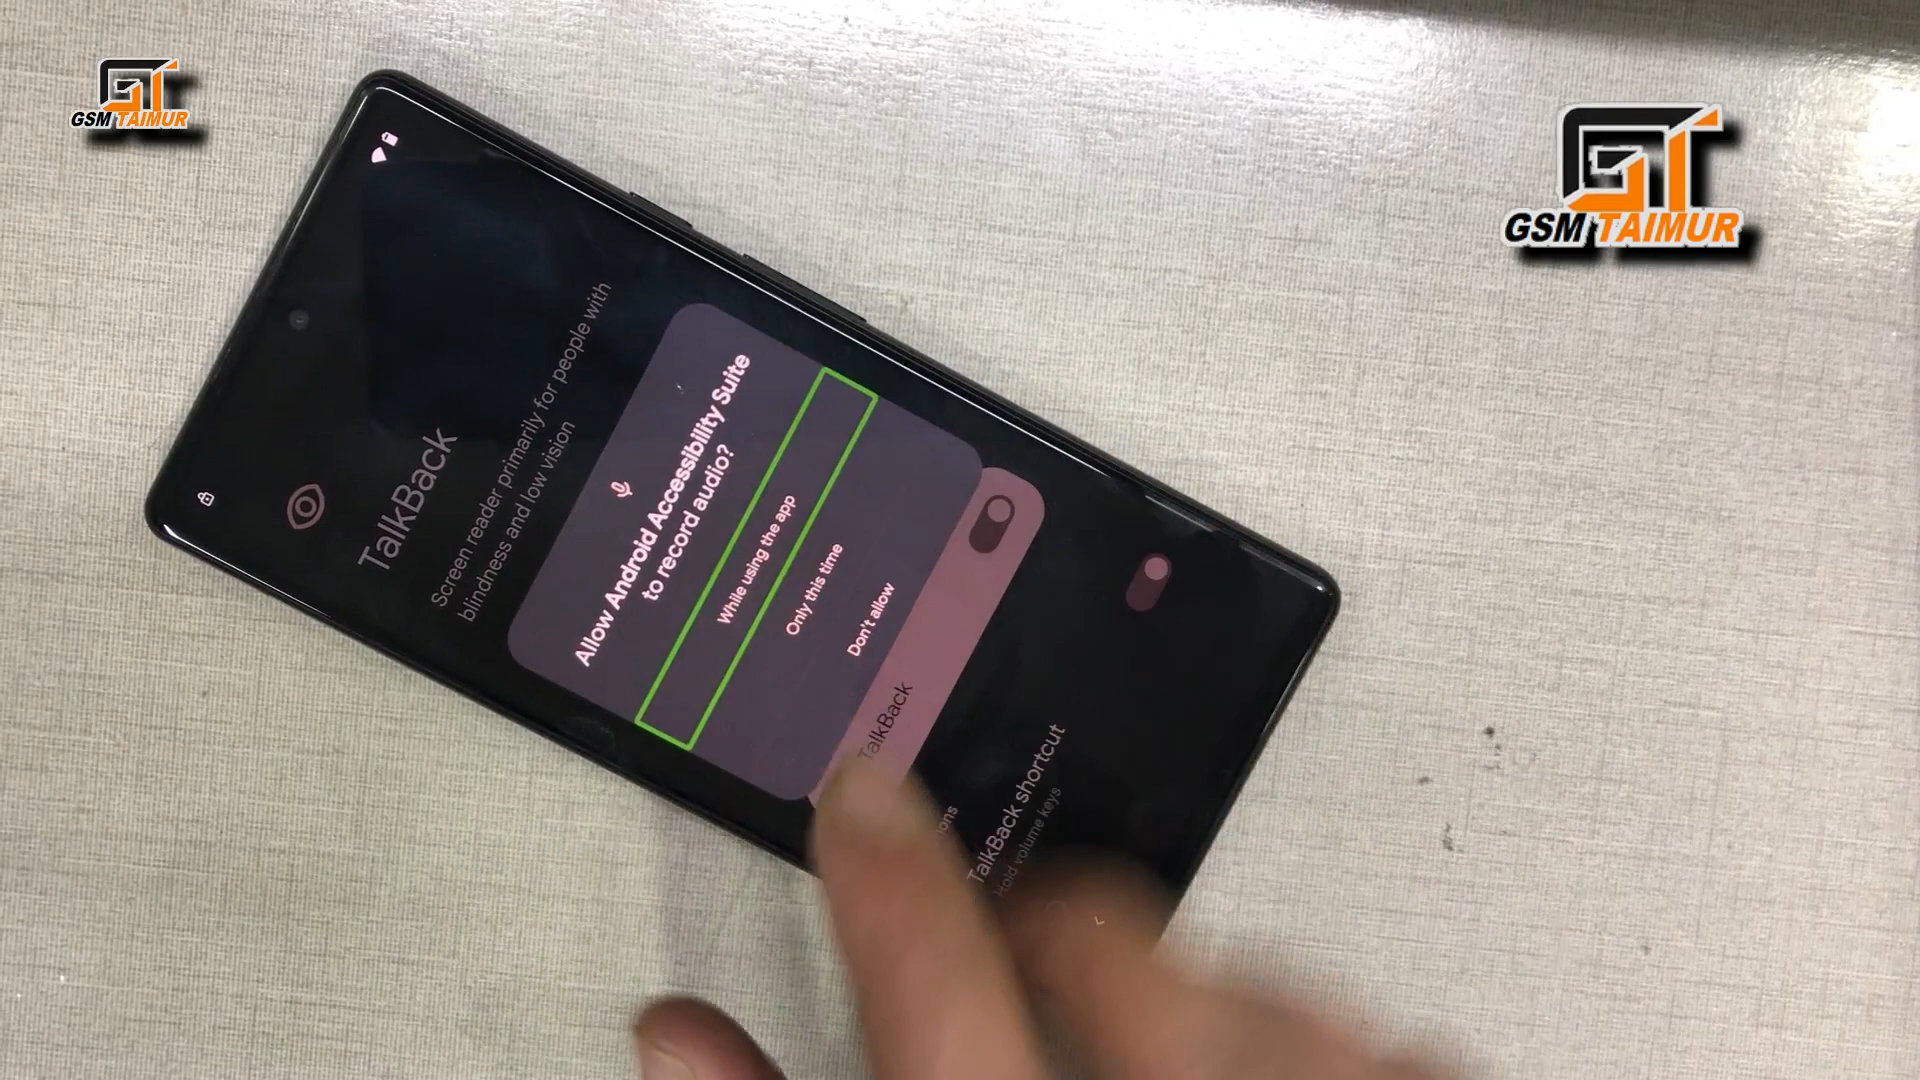 GSM TAIMUR
GSM TAIMUR
TalkBack
Screen reader primarily for people with
blindness and low vision
Allow Android Accessibility Suite
to record audio?
While using the app
Only this time
Don't allow
TalkBack
TalkBack shortcut
Hold volume keys